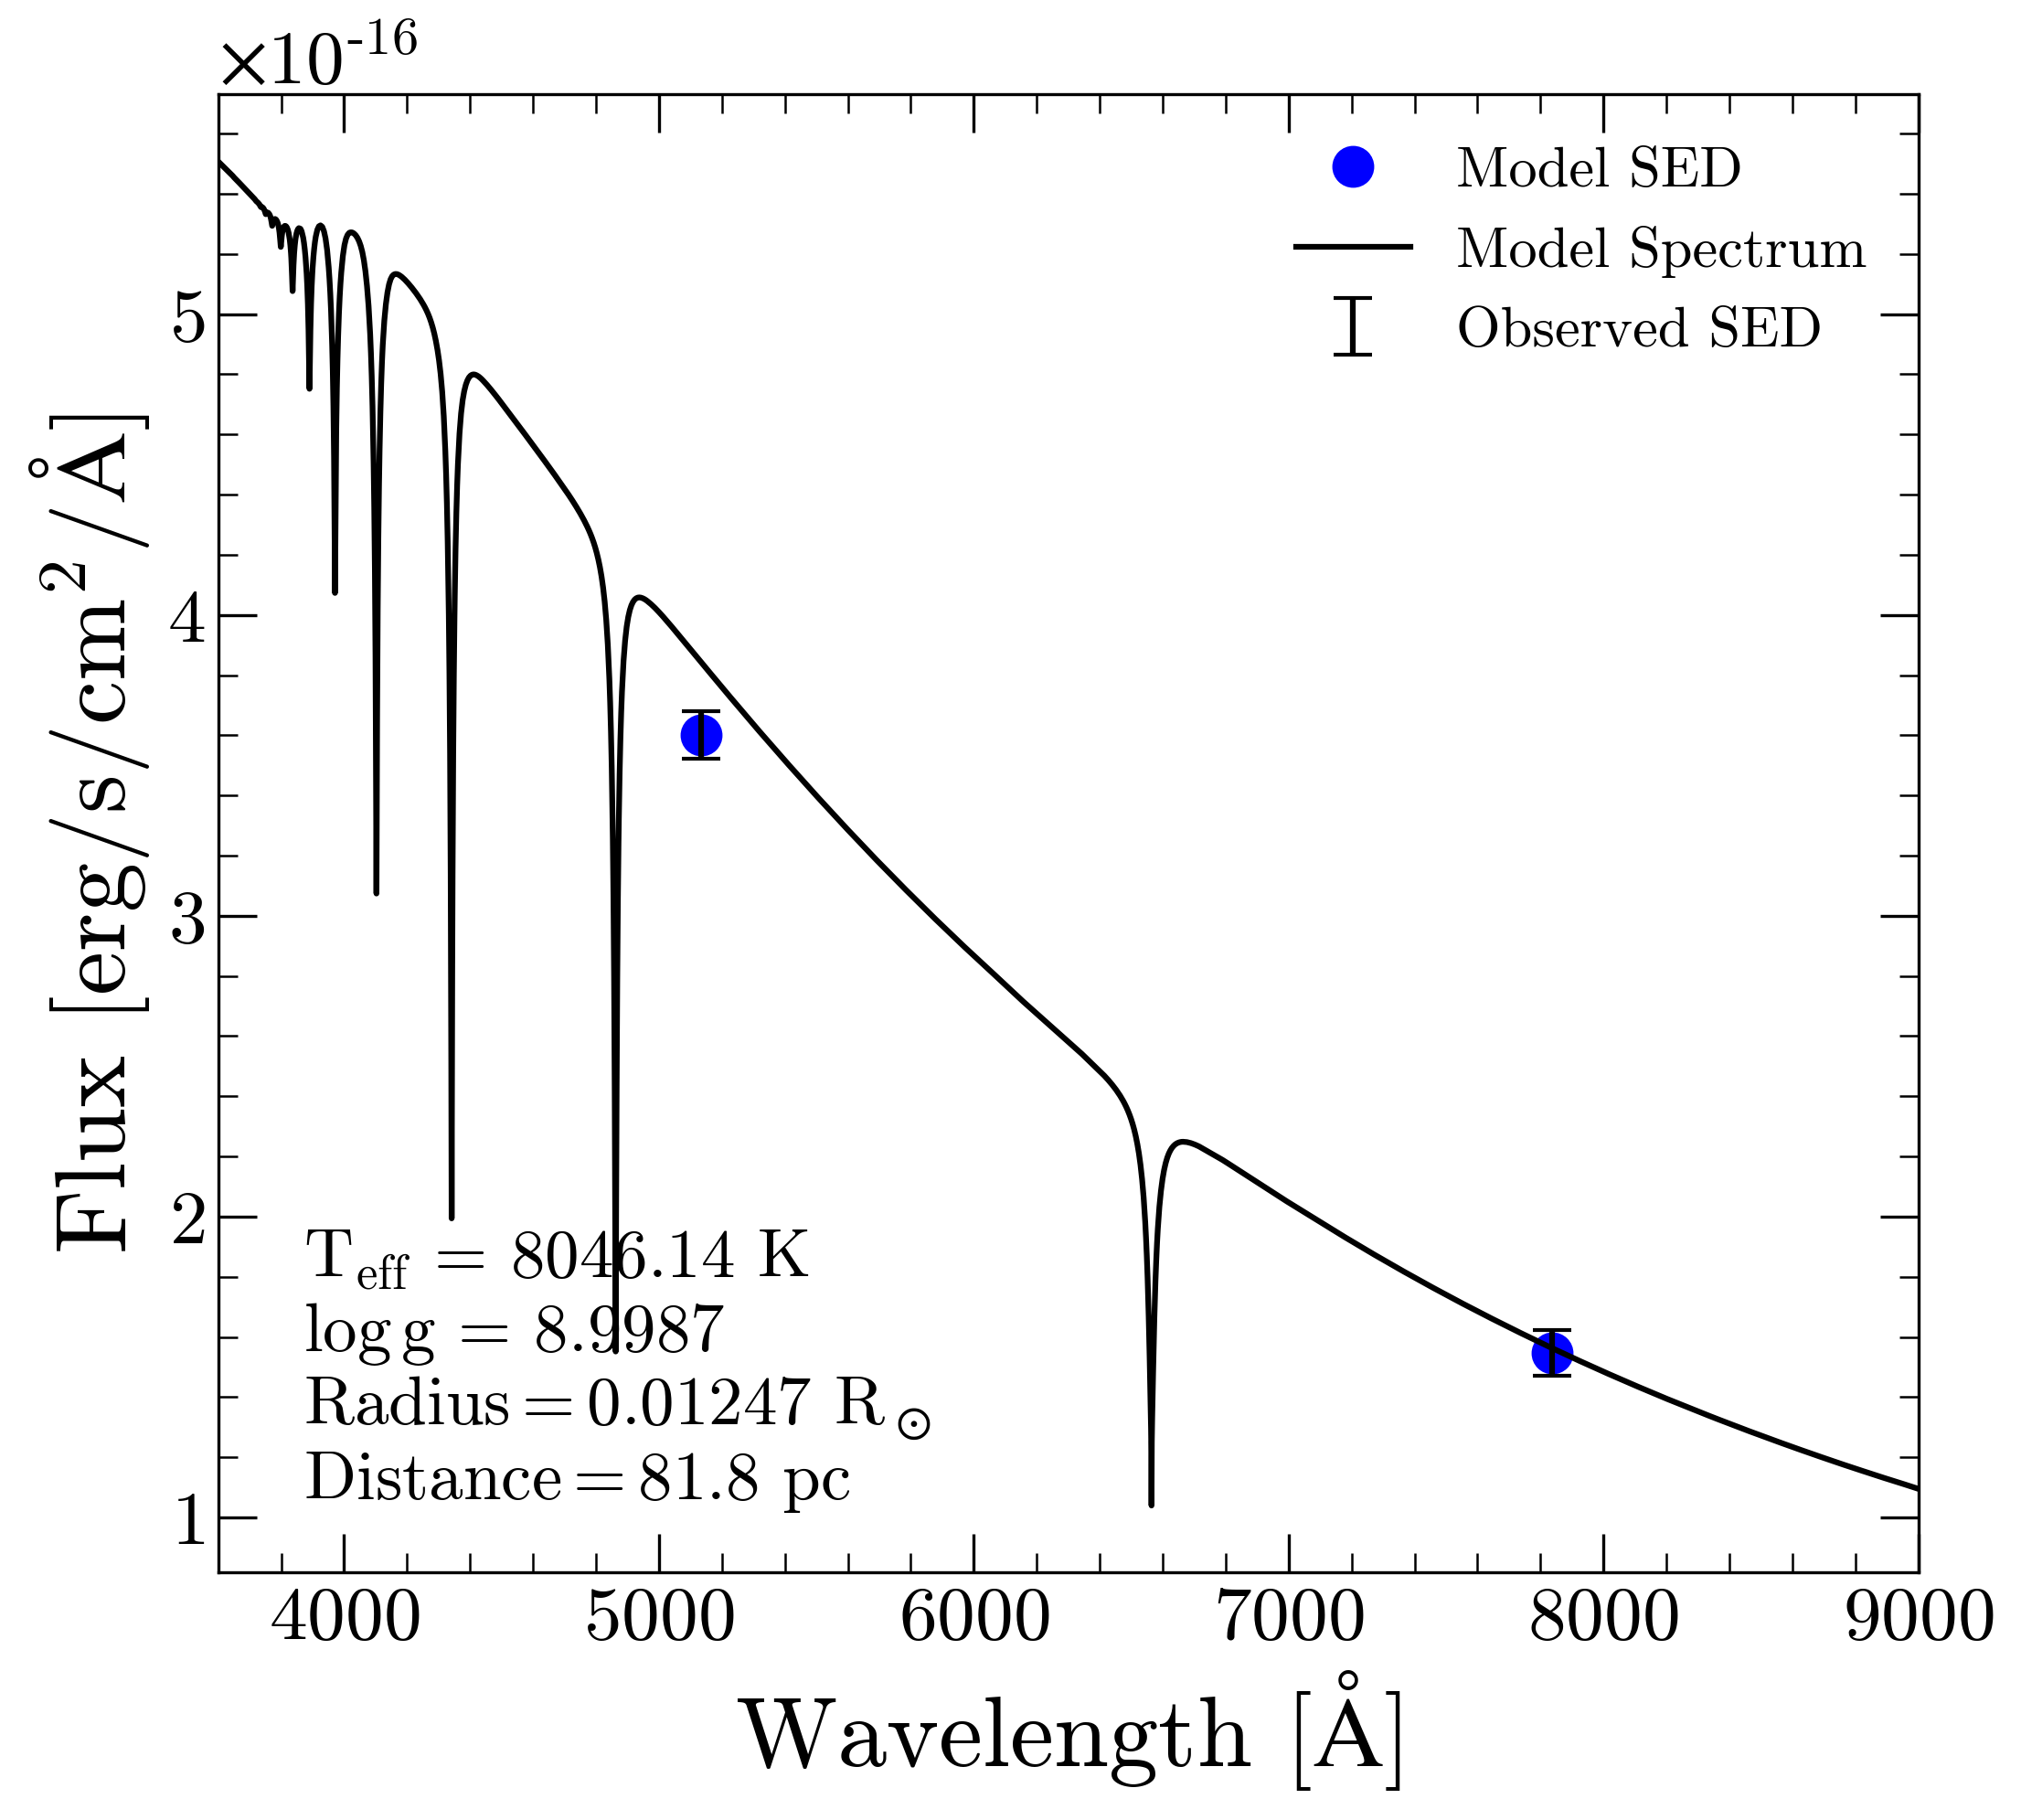 ×10-16
Model SED
Model Spectrum
Observed SED
5
4
3
2
1
Flux [erg/s/cm2/Å]
Teff = 8046.14 K
log g = 8.9987
Radius = 0.01247 R⊙
Distance = 81.8 pc
4000 5000 6000 7000 8000 9000
Wavelength [Å]